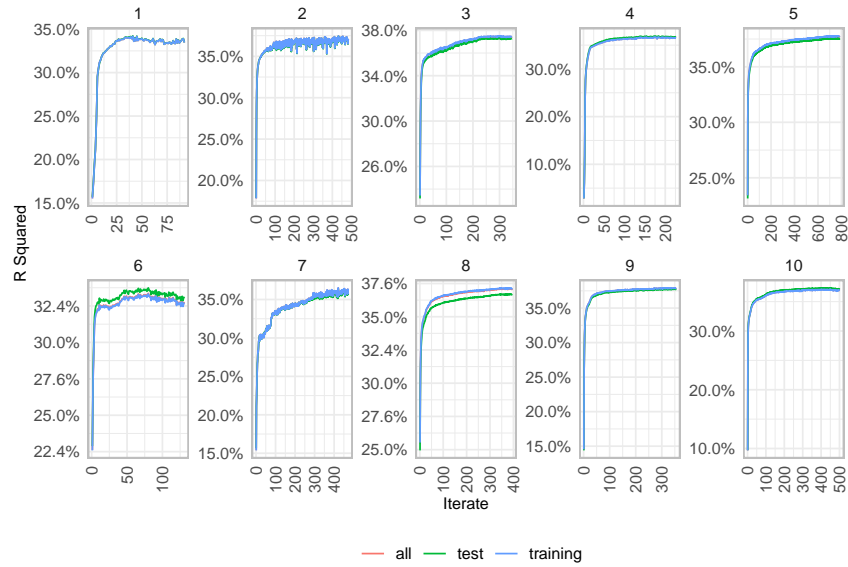 1 2 3 4 5
35.0% 30.0% 25.0% 20.0% 15.0%
0 25 50 75
35.0% 30.0% 25.0% 20.0%
0 100 200 300 400 500
38.0% 34.0% 30.0% 26.0%
0 100 200 300
30.0% 20.0% 10.0%
0 50 100 150 200
35.0% 30.0% 25.0%
0 200 400 600 800
R Squared
6 7 8 9 10
32.4% 30.0% 27.6% 25.0% 22.4%
0 50 100
35.0% 30.0% 25.0% 20.0% 15.0%
0 100 200 300 400 500
37.6% 35.0% 32.4% 30.0% 27.6% 25.0%
0 100 200 300 400
35.0% 30.0% 25.0% 20.0% 15.0%
0 100 200 300
30.0% 20.0% 10.0%
0 100 200 300 400 500
Iterate
all test training